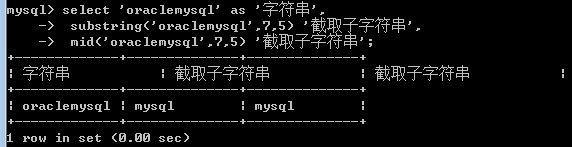 mysql> select 'oraclemysql' as '字符串',
    -> substring('oraclemysql',7,5) '截取子字符串',
    -> mid('oraclemysql',7,5) '截取子字符串';
+-------------+--------------+--------------+
| 字符串 | 截取子字符串 | 截取子字符串 |
+-------------+--------------+--------------+
| oraclemysql | mysql | mysql |
+-------------+--------------+--------------+
1 row in set (0.00 sec)